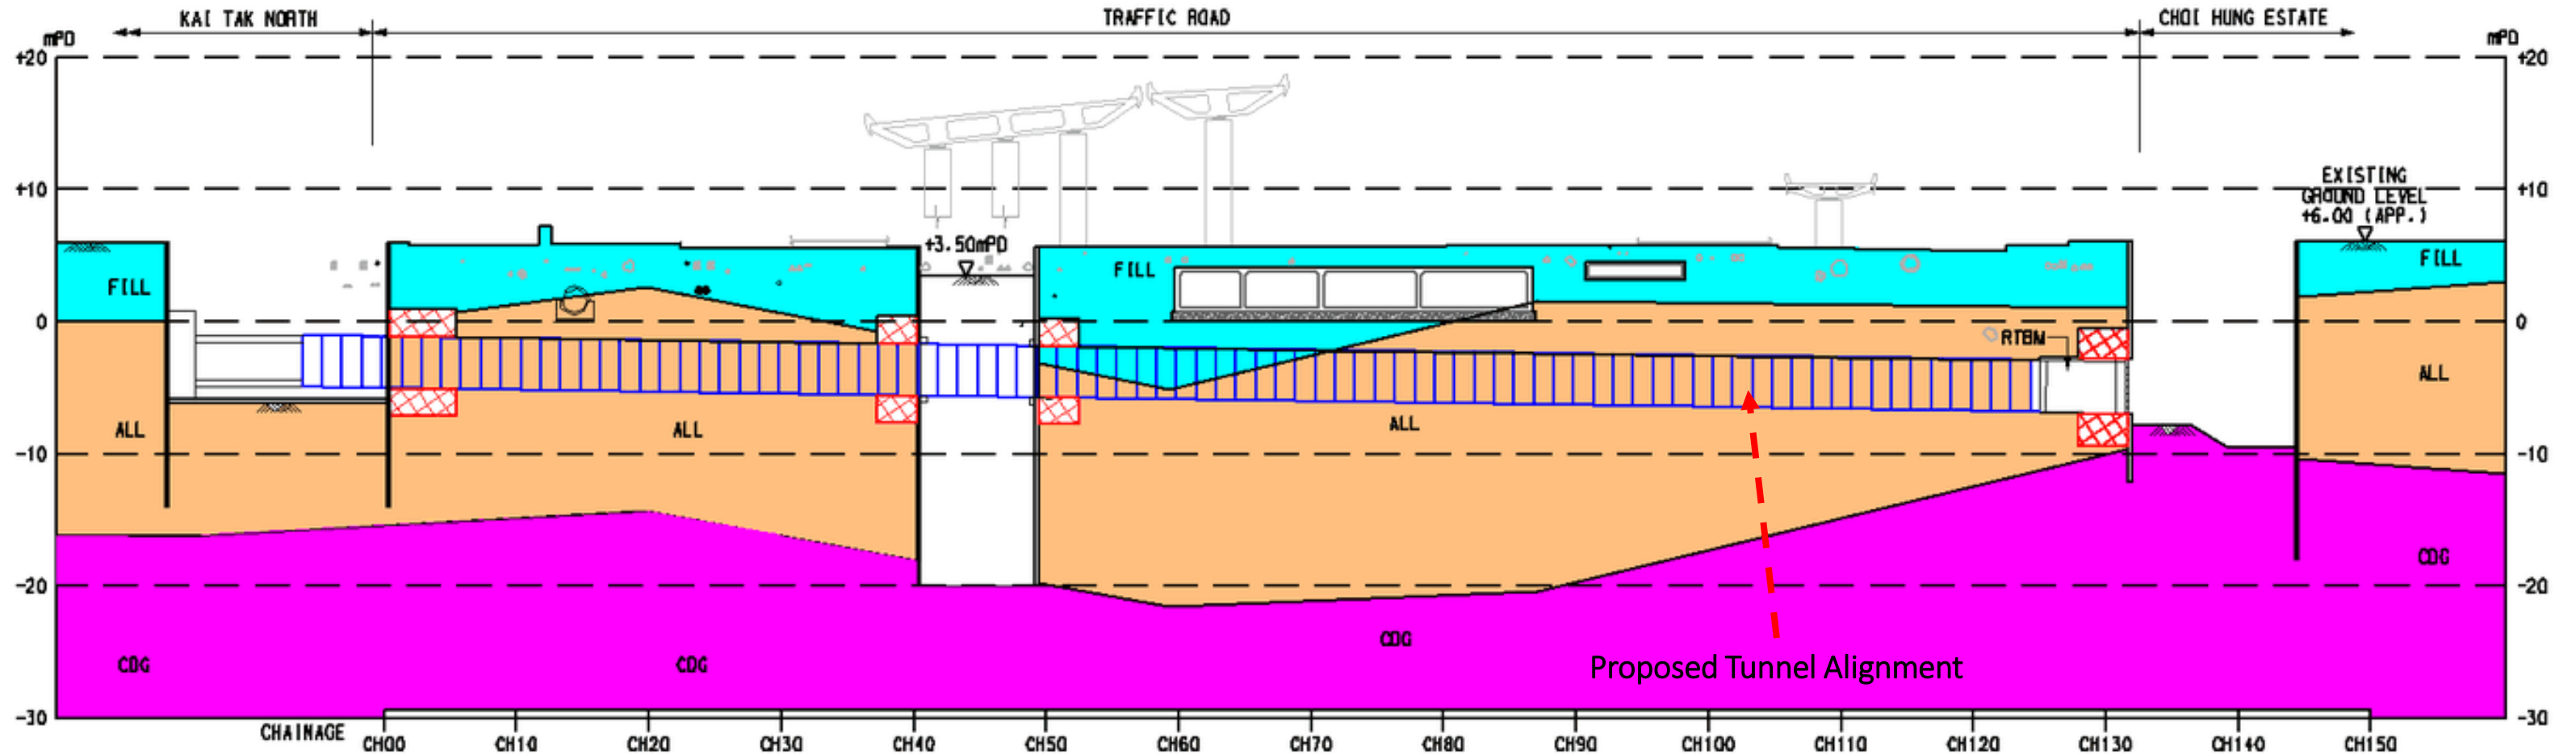 KAI TAK NORTH
TRAFFIC ROAD
CHOI HUNG ESTATE
mPD
mPD
+20
+20
+10
+10
EXISTING
GROUND LEVEL
+6.00 (APP.)
+3.50mPD
FILL
FILL
FILL
0
0
RTBM
ALL
ALL
ALL
ALL
-10
-10
-20
-20
CDG
CDG
CDG
CDG
Proposed Tunnel Alignment
-30
-30
CHAINAGE
CH00
CH10
CH20
CH30
CH40
CH50
CH60
CH70
CH80
CH90
CH100
CH110
CH120
CH130
CH140
CH150